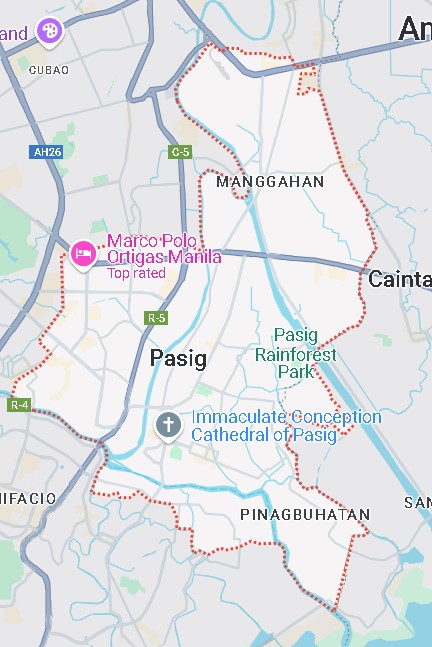 land
CUBAO
An
AH26
C-5
MANGGAHAN
Marco Polo
Ortigas Manila
Top rated
Cainta
R-5
Pasig
Rainforest
Park
Pasig
R-4
Immaculate Conception
Cathedral of Pasig
NIFACIO
SAN
PINAGBUHATAN